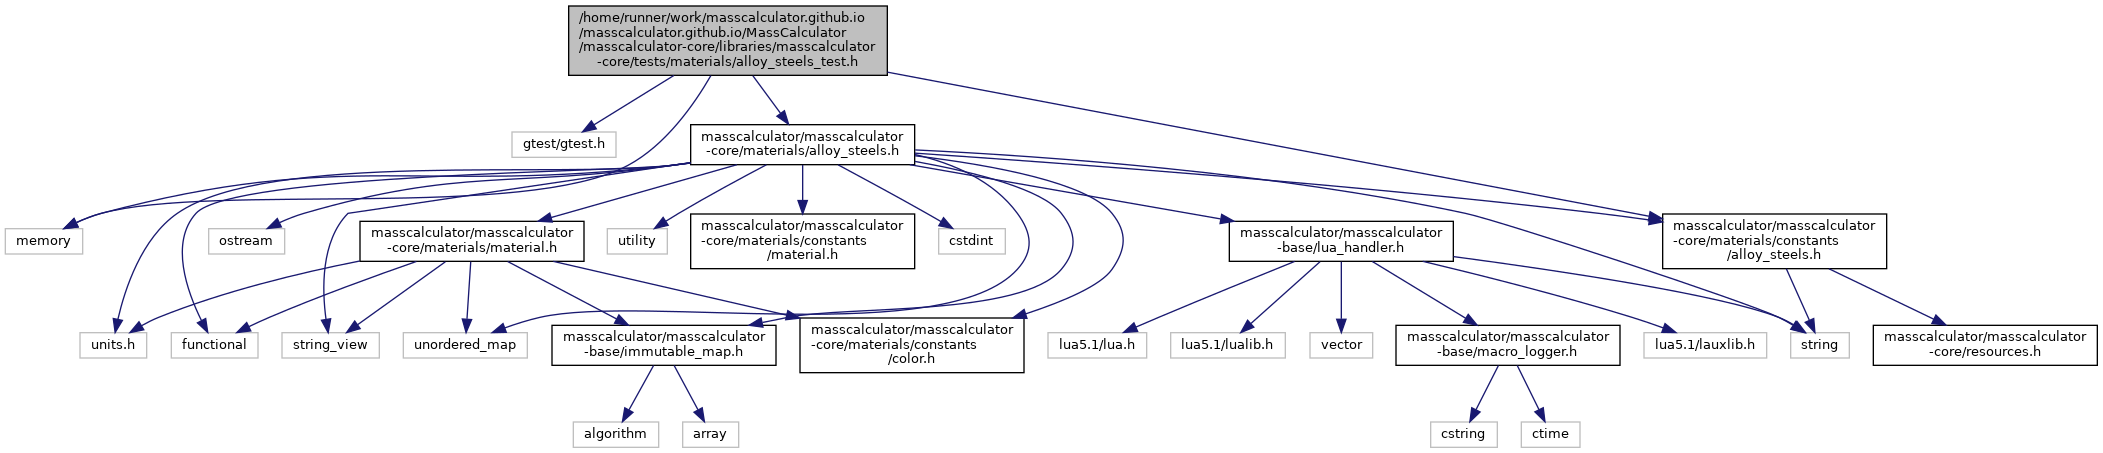 /home/runner/work/masscalculator.github.io
/masscalculator.github.io/MassCalculator
/masscalculator-core/libraries/masscalculator
-core/tests/materials/alloy_steels_test.h
gtest/gtest.h
masscalculator/masscalculator
-core/materials/alloy_steels.h
memory
ostream
masscalculator/masscalculator
-core/materials/material.h
utility
masscalculator/masscalculator
-core/materials/constants
/material.h
cstdint
masscalculator/masscalculator
-base/lua_handler.h
masscalculator/masscalculator
-core/materials/constants
/alloy_steels.h
units.h
functional
string_view
unordered_map
masscalculator/masscalculator
-base/immutable_map.h
masscalculator/masscalculator
-core/materials/constants
/color.h
lua5.1/lua.h
lua5.1/lualib.h
vector
masscalculator/masscalculator
-base/macro_logger.h
lua5.1/lauxlib.h
string
masscalculator/masscalculator
-core/resources.h
algorithm
array
cstring
ctime